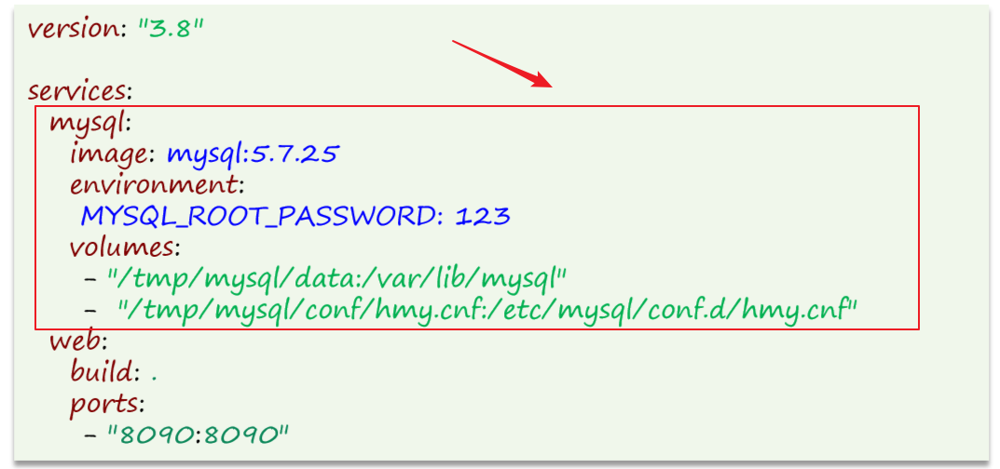 version: "3.8"
services:
mysql:
image: mysql:5.7.25
environment:
MYSQL_ROOT_PASSWORD: 123
volumes:
- "/tmp/mysql/data:/var/lib/mysql"
- "/tmp/mysql/conf/hmy.cnf:/etc/mysql/conf.d/hmy.cnf"
web:
build: .
ports:
- "8090:8090"